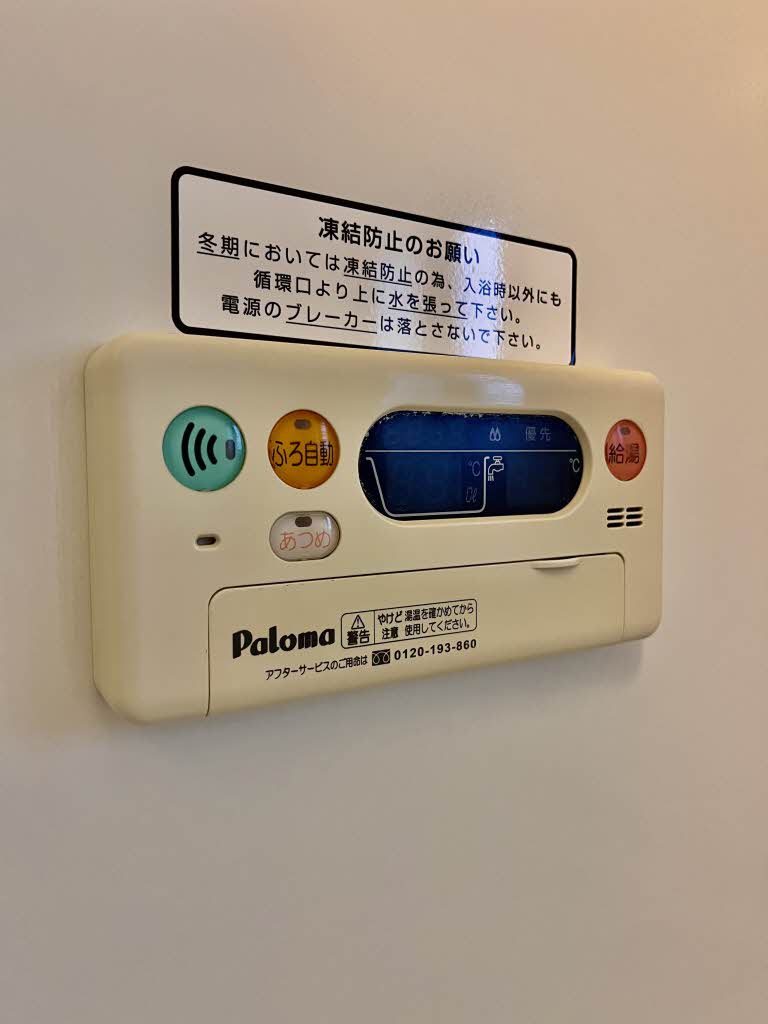 凍結防止のお願い
冬期においては凍結防止の為、入浴時以外にも
循環口より上に水を張って下さい。
電源のブレーカーは落とさないで下さい。
ふろ自動
優先
給湯
℃
℃
0ℓ
あつめ
Paloma
警告
やけど 湯温を確かめてから
注意 使用してください。
アフターサービスのご用命は 0120-193-860